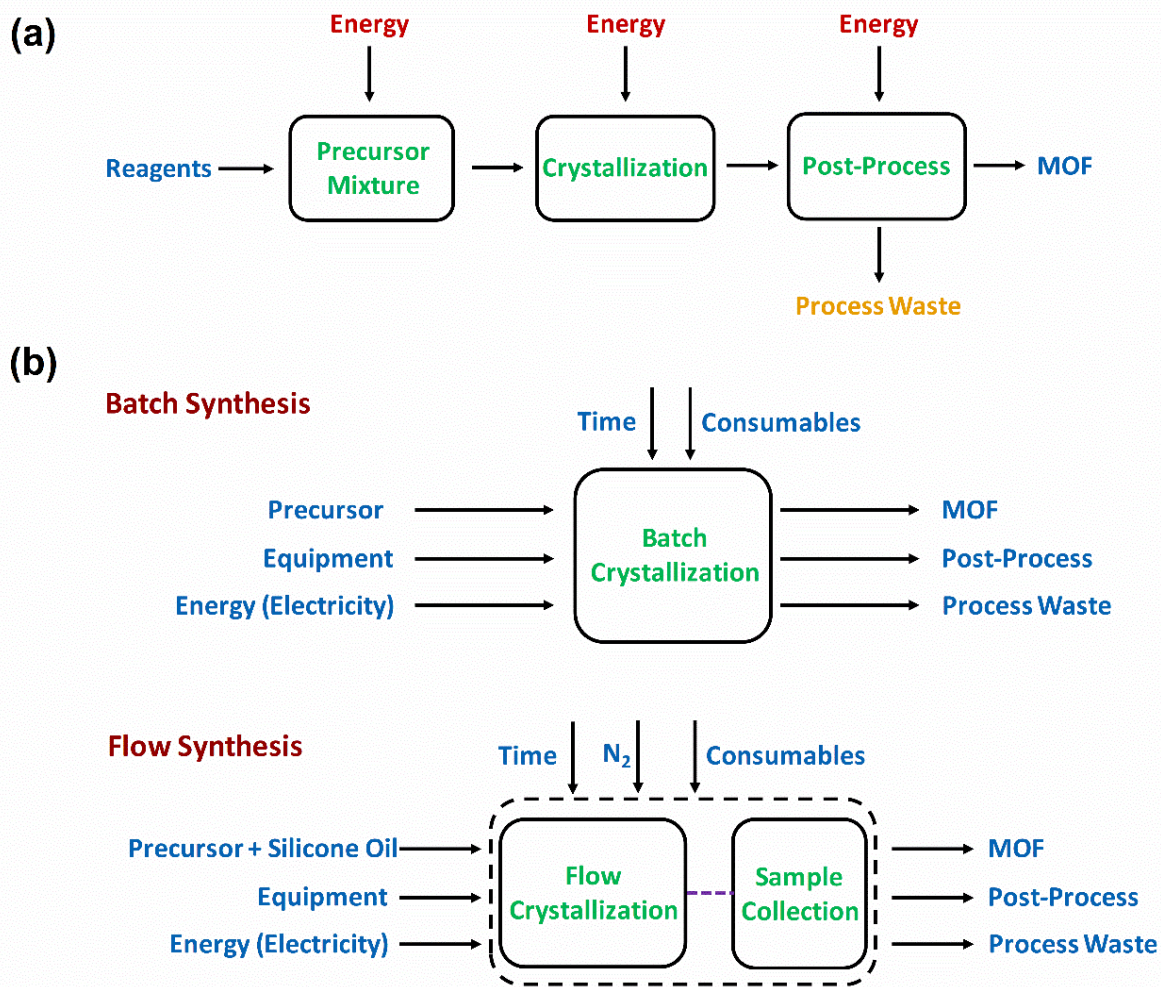 (a)
Energy Energy Energy
Reagents
Precursor
Mixture
Crystallization
Post-Process
MOF
Process Waste
(b)
Batch Synthesis
Time
Consumables
Precursor
Equipment
Energy (Electricity)
Batch
Crystallization
MOF
Post-Process
Process Waste
Flow Synthesis
Time
N₂
Consumables
Precursor + Silicone Oil
Equipment
Energy (Electricity)
Flow
Crystallization
Sample
Collection
MOF
Post-Process
Process Waste